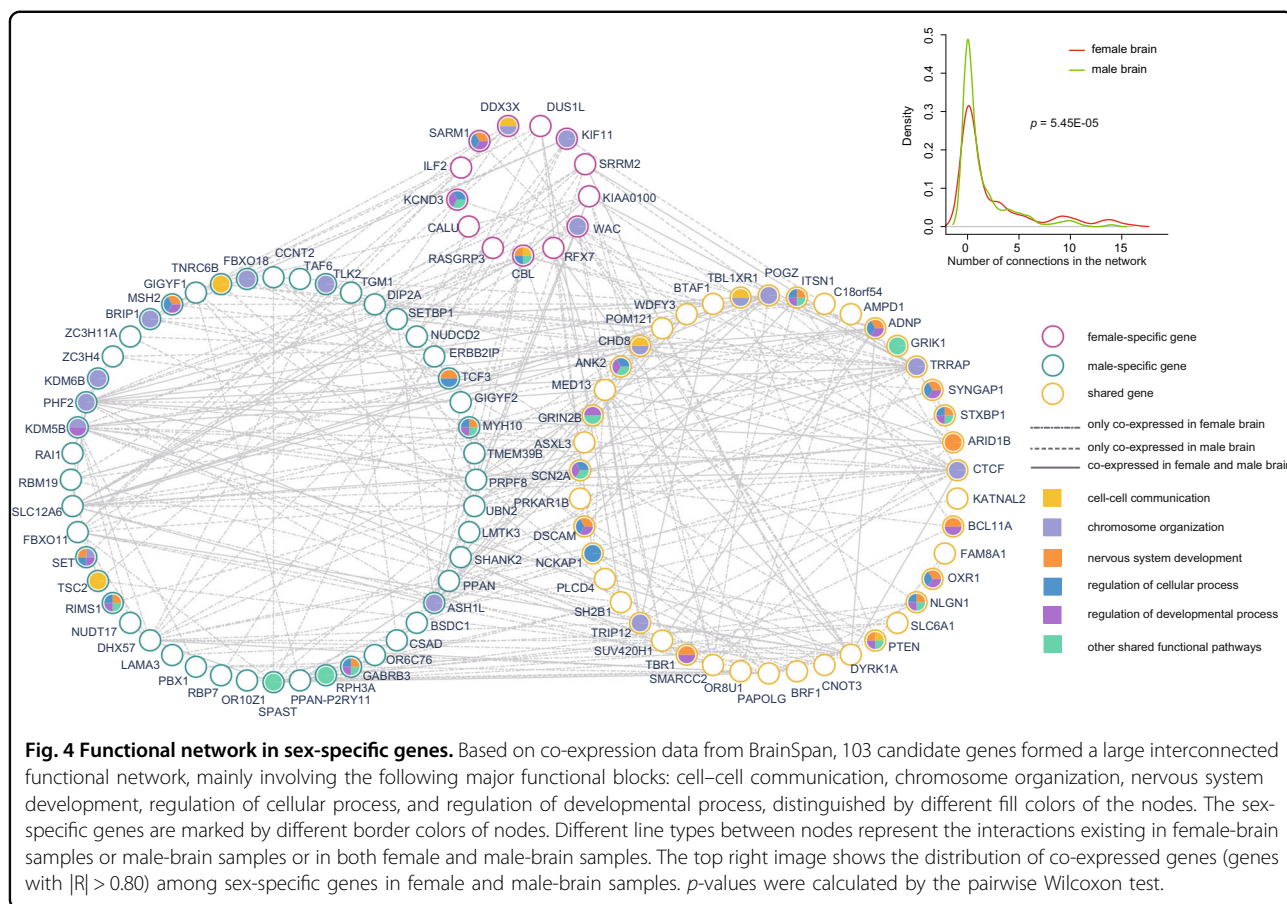 0.5
0.4
0.3
0.2
0.1
0.0
Density
female brain
male brain
p = 5.45E-05
0
5
10
15
Number of connections in the network
DDX3X
DUS1L
SARM1
KIF11
ILF2
SRRM2
KCND3
KIAA0100
CALU
WAC
RASGRP3
RFX7
CBL
CCNT2
FBXO18
TAF6
TNRC6B
TLK2
GIGYF1
TGM1
MSH2
DIP2A
BRIP1
SETBP1
ZC3H11A
NUDCD2
ZC3H4
ERBB2IP
KDM6B
TCF3
PHF2
GIGYF2
KDM5B
MYH10
RAI1
TMEM39B
RBM19
PRPF8
SLC12A6
UBN2
FBXO11
LMTK3
SET
SHANK2
TSC2
PPAN
RIMS1
ASH1L
NUDT17
BSDC1
DHX57
CSAD
LAMA3
OR6C76
PBX1
GABRB3
RBP7
RPH3A
OR10Z1
PPAN-P2RY11
SPAST
TBL1XR1
POGZ
ITSN1
BTAF1
C18orf54
WDFY3
AMPD1
POM121
ADNP
CHD8
GRIK1
ANK2
TRRAP
MED13
SYNGAP1
GRIN2B
STXBP1
ASXL3
ARID1B
SCN2A
CTCF
PRKAR1B
KATNAL2
DSCAM
BCL11A
NCKAP1
FAM8A1
PLCD4
OXR1
SH2B1
NLGN1
TRIP12
SLC6A1
SUV420H1
PTEN
TBR1
DYRK1A
SMARCC2
CNOT3
OR8U1
BRF1
PAPOLG
female-specific gene
male-specific gene
shared gene
only co-expressed in female brain
only co-expressed in male brain
co-expressed in female and male brain
cell-cell communication
chromosome organization
nervous system development
regulation of cellular process
regulation of developmental process
other shared functional pathways
Fig. 4 Functional network in sex-specific genes. Based on co-expression data from BrainSpan, 103 candidate genes formed a large interconnected
functional network, mainly involving the following major functional blocks: cell–cell communication, chromosome organization, nervous system
development, regulation of cellular process, and regulation of developmental process, distinguished by different fill colors of the nodes. The sex-
specific genes are marked by different border colors of nodes. Different line types between nodes represent the interactions existing in female-brain
samples or male-brain samples or in both female and male-brain samples. The top right image shows the distribution of co-expressed genes (genes
with |R| > 0.80) among sex-specific genes in female and male-brain samples. p-values were calculated by the pairwise Wilcoxon test.